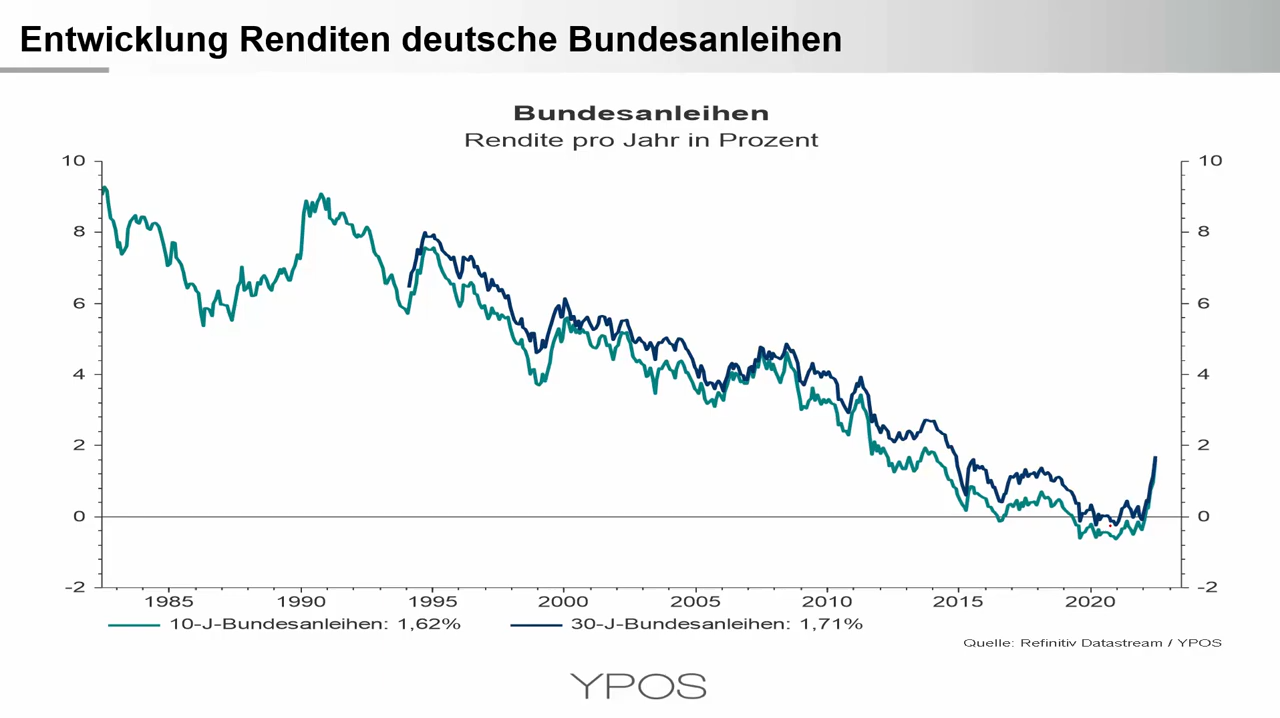 Entwicklung Renditen deutsche Bundesanleihen
Bundesanleihen
Rendite pro Jahr in Prozent
10 10
8 8
6 6
4 4
2 2
0 0
-2 -2
1985 1990 1995 2000 2005 2010 2015 2020
10-J-Bundesanleihen: 1,62% 30-J-Bundesanleihen: 1,71%
Quelle: Refinitiv Datastream / YPOS
YPOS